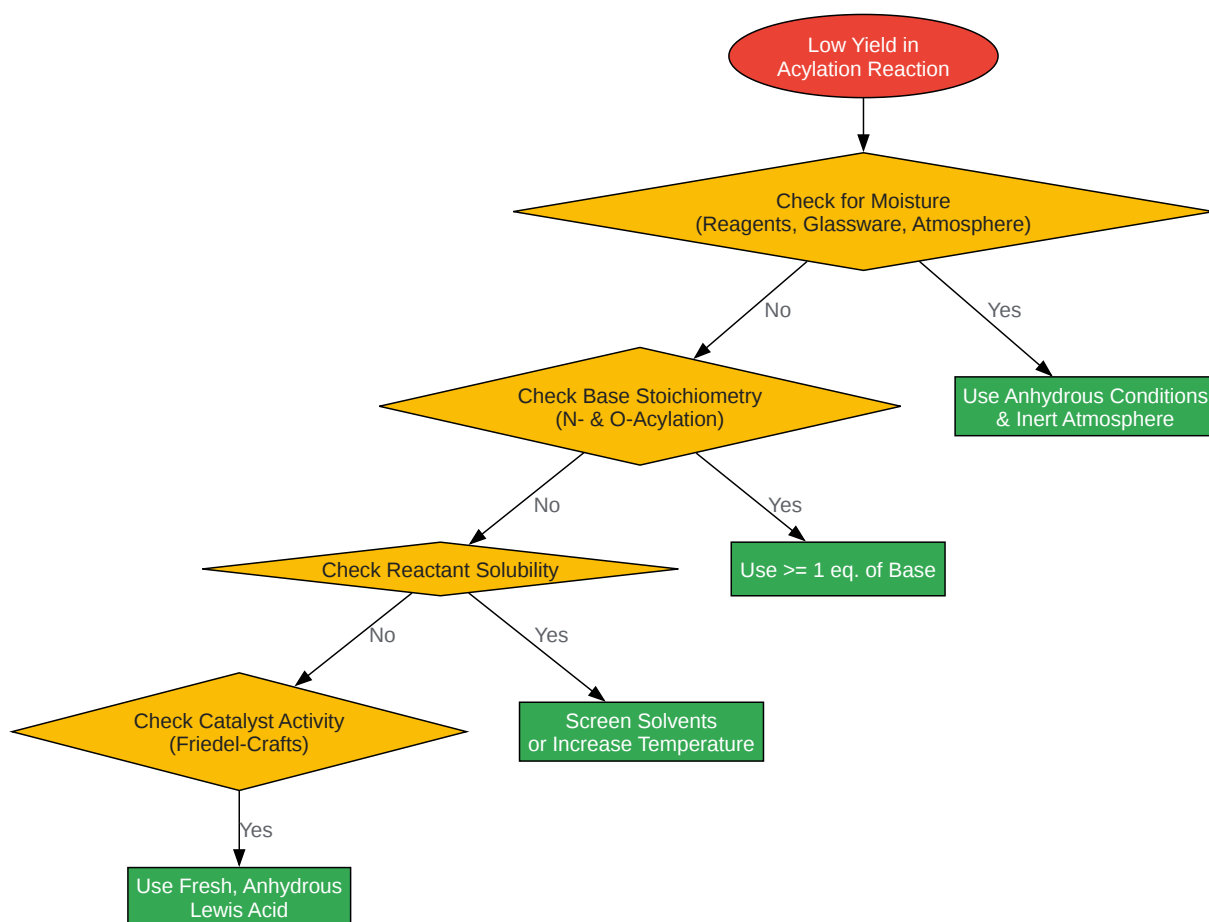 Low Yield in
Acylation Reaction
Check for Moisture
(Reagents, Glassware, Atmosphere)
No
Yes
Check Base Stoichiometry
(N- & O-Acylation)
Use Anhydrous Conditions
& Inert Atmosphere
No
Yes
Check Reactant Solubility
Use >= 1 eq. of Base
No
Yes
Check Catalyst Activity
(Friedel-Crafts)
Screen Solvents
or Increase Temperature
Yes
Use Fresh, Anhydrous
Lewis Acid